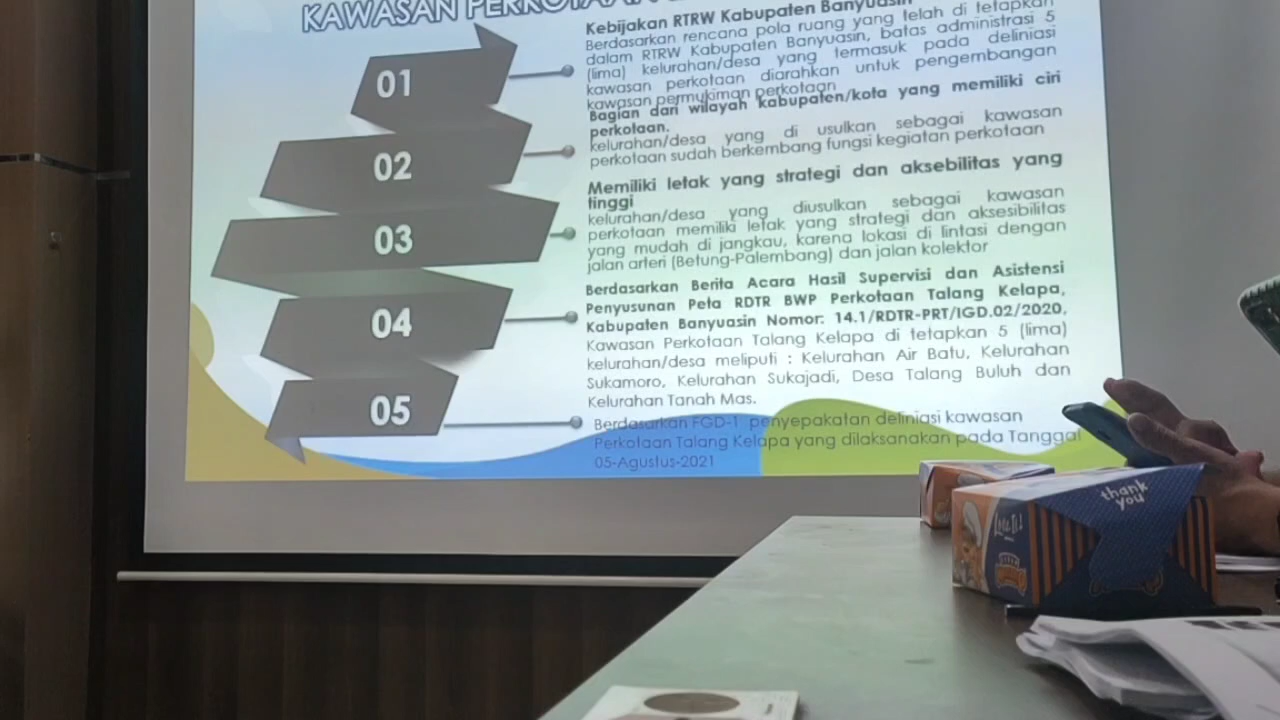 KAWASAN PERKOTAAN
01
Kebijakan RTRW Kabupaten Banyuasin
Berdasarkan rencana pola ruang yang telah di tetapkan
dalam RTRW Kabupaten Banyuasin, batas administrasi 5
(lima) kelurahan/desa yang termasuk pada deliniasi
kawasan perkotaan diarahkan untuk pengembangan
kawasan permukiman perkotaan
02
Bagian dari wilayah kabupaten/kota yang memiliki ciri
perkotaan.
kelurahan/desa yang di usulkan sebagai kawasan
perkotaan sudah berkembang fungsi kegiatan perkotaan
03
Memiliki letak yang strategi dan aksebilitas yang
tinggi
kelurahan/desa yang diusulkan sebagai kawasan
perkotaan memiliki letak yang strategi dan aksesibilitas
yang mudah di jangkau, karena lokasi di lintasi dengan
jalan arteri (Betung-Palembang) dan jalan kolektor
04
Berdasarkan Berita Acara Hasil Supervisi dan Asistensi
Penyusunan Peta RDTR BWP Perkotaan Talang Kelapa,
Kabupaten Banyuasin Nomor: 14.1/RDTR-PRT/IGD.02/2020,
Kawasan Perkotaan Talang Kelapa di tetapkan 5 (lima)
kelurahan/desa meliputi : Kelurahan Air Batu, Kelurahan
Sukamoro, Kelurahan Sukajadi, Desa Talang Buluh dan
Kelurahan Tanah Mas.
05
Berdasarkan FGD-1 penyepakatan deliniasi kawasan
Perkotaan Talang Kelapa yang dilaksanakan pada Tanggal
05-Agustus-2021
thank
you